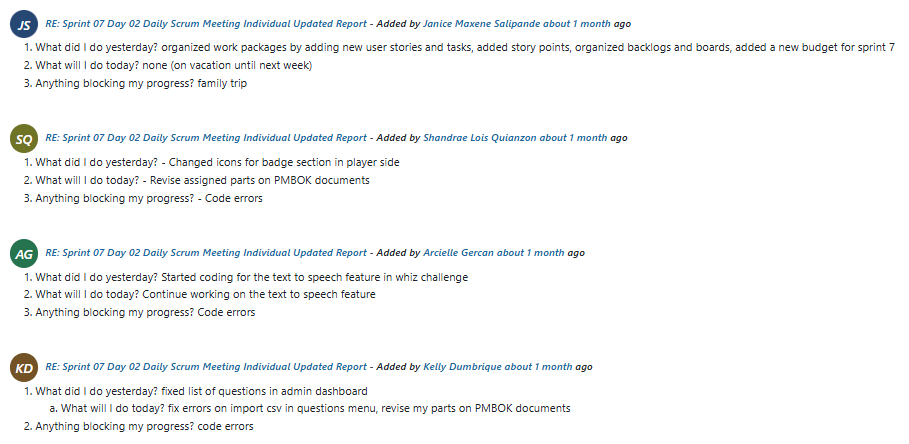 JS RE: Sprint 07 Day 02 Daily Scrum Meeting Individual Updated Report - Added by Janice Maxene Salipande about 1 month ago
1. What did I do yesterday? organized work packages by adding new user stories and tasks, added story points, organized backlogs and boards, added a new budget for sprint 7
2. What will I do today? none (on vacation until next week)
3. Anything blocking my progress? family trip
SQ RE: Sprint 07 Day 02 Daily Scrum Meeting Individual Updated Report - Added by Shandrae Lois Quianzon about 1 month ago
1. What did I do yesterday? - Changed icons for badge section in player side
2. What will I do today? - Revise assigned parts on PMBOK documents
3. Anything blocking my progress? - Code errors
AG RE: Sprint 07 Day 02 Daily Scrum Meeting Individual Updated Report - Added by Arcielle Gercan about 1 month ago
1. What did I do yesterday? Started coding for the text to speech feature in whiz challenge
2. What will I do today? Continue working on the text to speech feature
3. Anything blocking my progress? Code errors
KD RE: Sprint 07 Day 02 Daily Scrum Meeting Individual Updated Report - Added by Kelly Dumbrique about 1 month ago
1. What did I do yesterday? fixed list of questions in admin dashboard
a. What will I do today? fix errors on import csv in questions menu, revise my parts on PMBOK documents
2. Anything blocking my progress? code errors